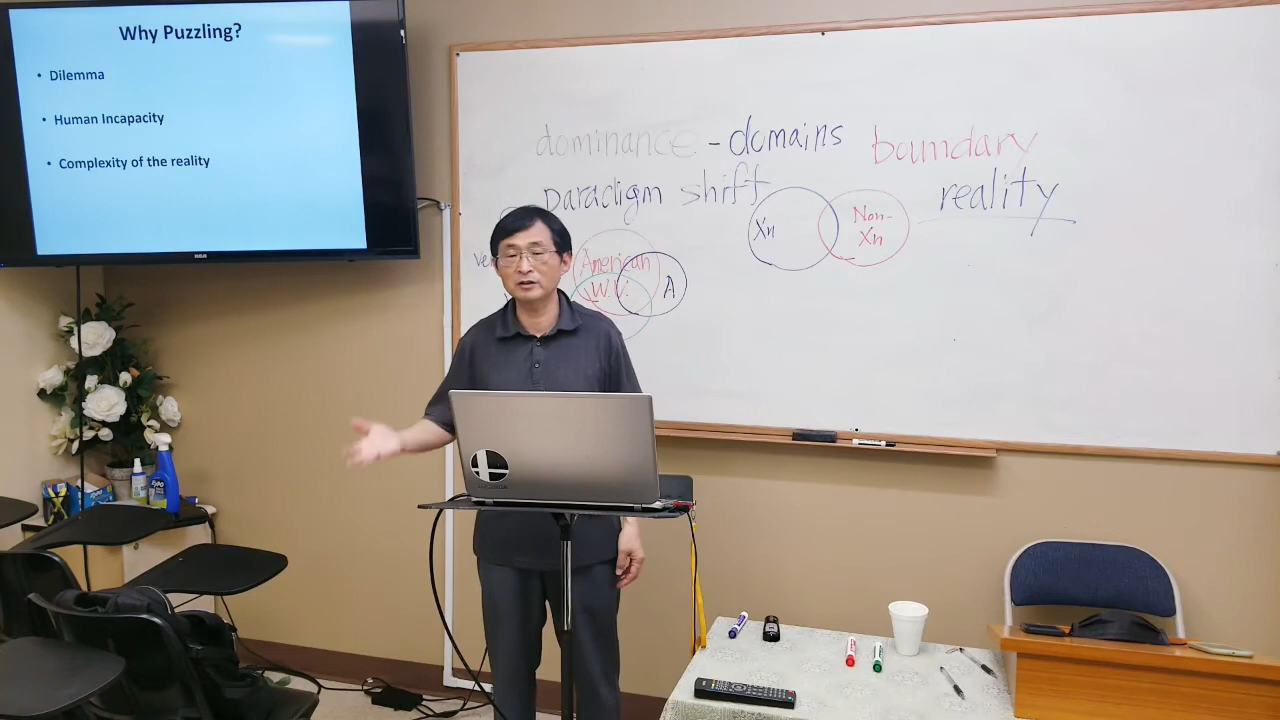 Why Puzzling?
• Dilemma
• Human Incapacity
• Complexity of the reality
RCA
dominance - domains boundary
paradigm shift
reality
Xn
Non-
Xn
American
W.V.
A